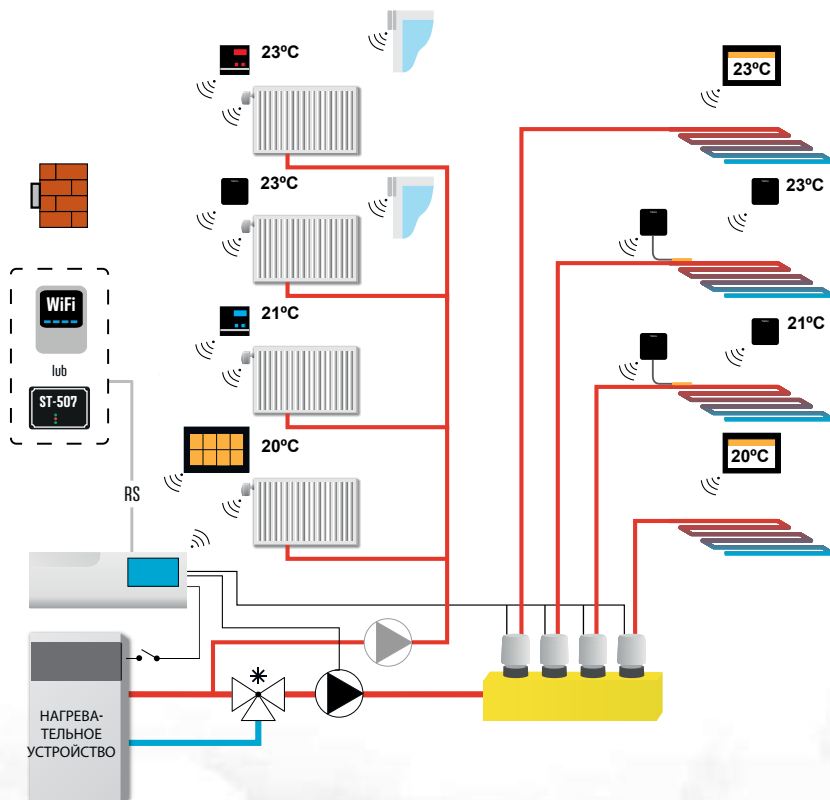 23ºC
23ºC
23ºC
23ºC
WiFi
21ºC
21ºC
lub
ST-507
20ºC
20ºC
RS
НАГРЕВА-
ТЕЛЬНОЕ
УСТРОЙСТВО